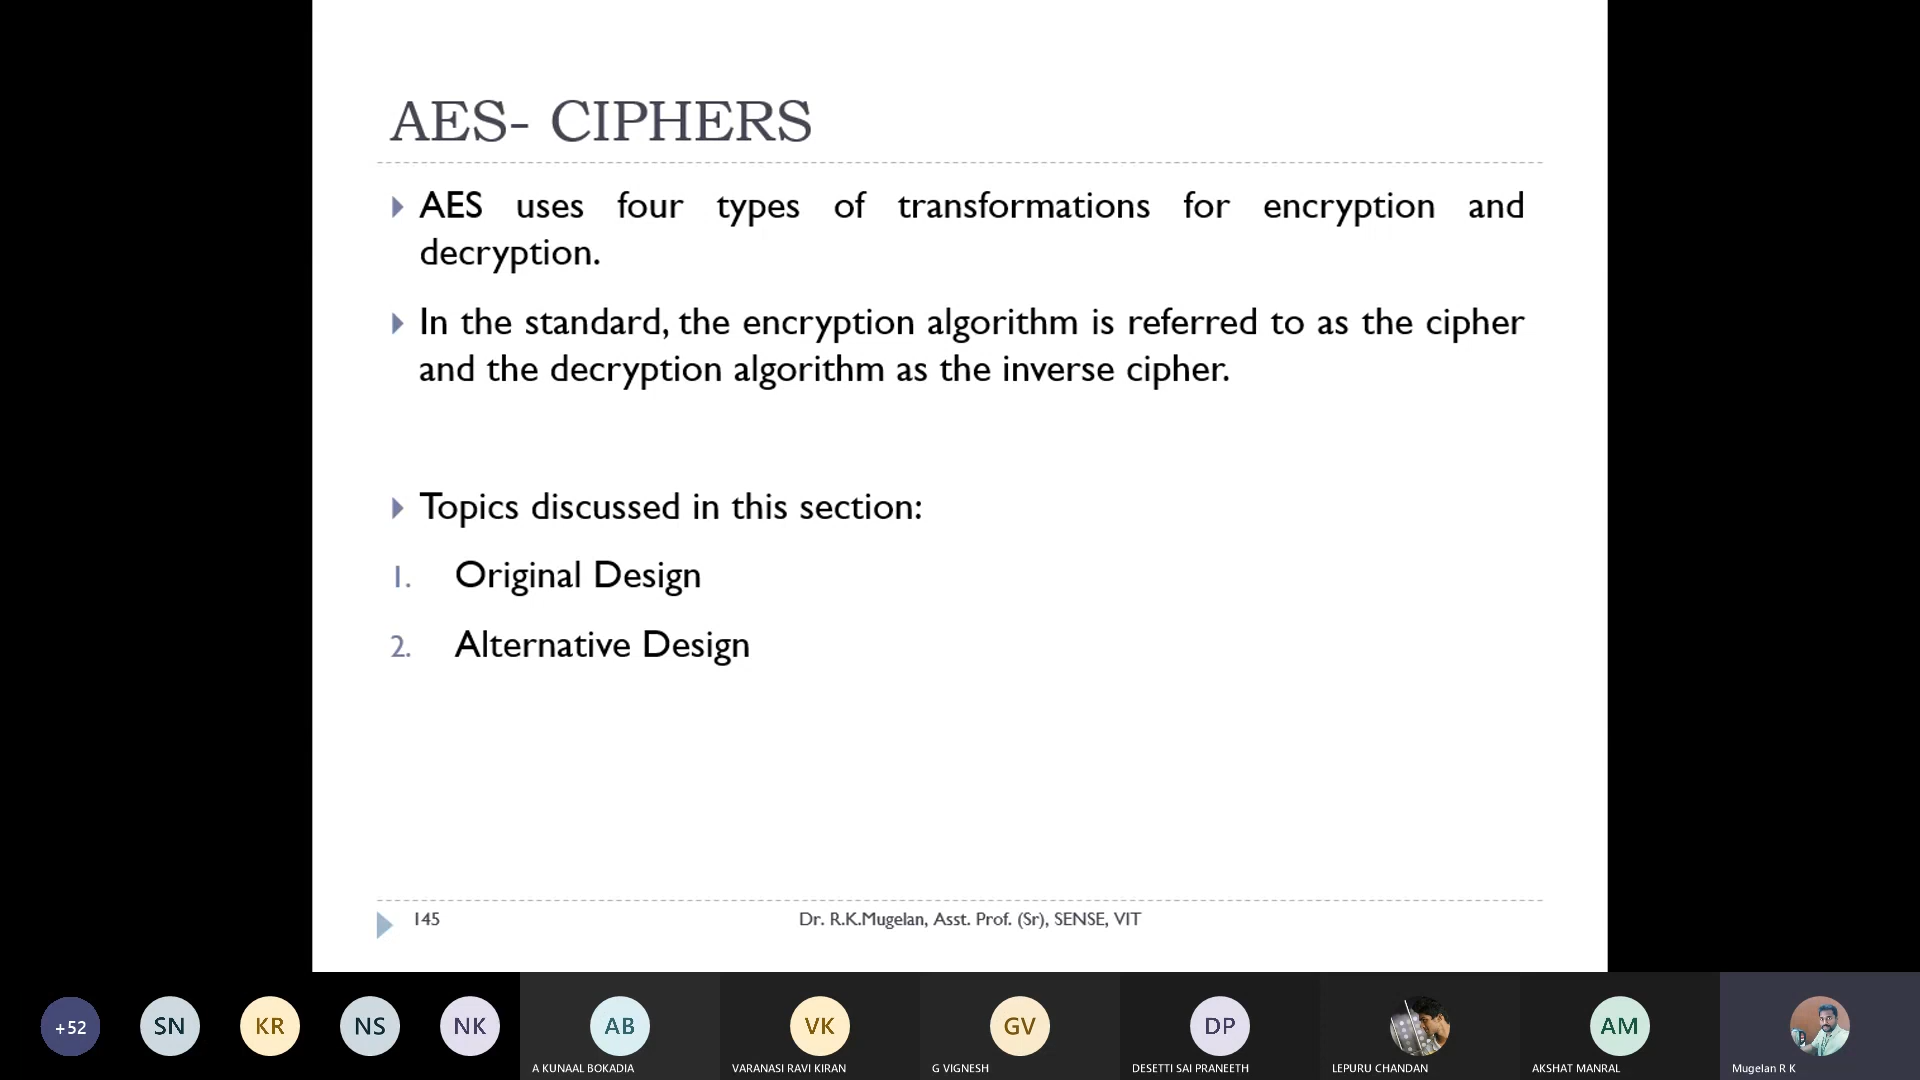 AES- CIPHERS
AES uses four types of transformations for encryption and
decryption.
In the standard, the encryption algorithm is referred to as the cipher
and the decryption algorithm as the inverse cipher.
Topics discussed in this section:
1. Original Design
2. Alternative Design
145
Dr. R.K.Mugelan, Asst. Prof. (Sr), SENSE, VIT
+52
SN
KR
NS
NK
AB
VK
GV
DP
AM
A KUNAAL BOKADIA
VARANASI RAVI KIRAN
G VIGNESH
DESETTI SAI PRANEETH
LEPURU CHANDAN
AKSHAT MANRAL
Mugelan R K